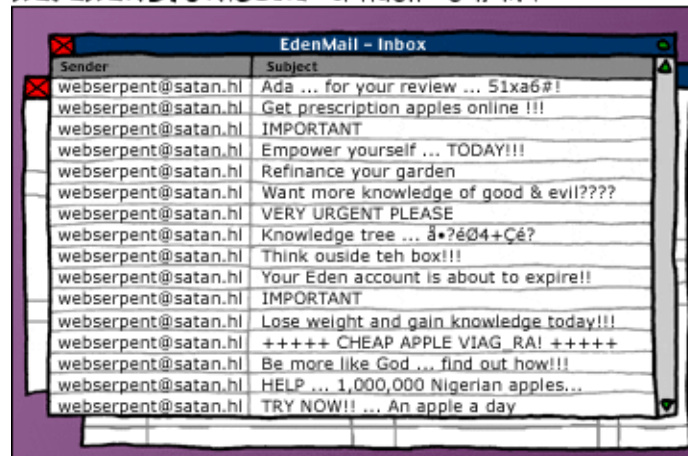 EdenMail – Inbox
Sender Subject
webserpent@satan.hl Ada ... for your review ... 51xa6#!
webserpent@satan.hl Get prescription apples online !!!
webserpent@satan.hl IMPORTANT
webserpent@satan.hl Empower yourself ... TODAY!!!
webserpent@satan.hl Refinance your garden
webserpent@satan.hl Want more knowledge of good & evil????
webserpent@satan.hl VERY URGENT PLEASE
webserpent@satan.hl Knowledge tree ... å•?éØ4+Çé?
webserpent@satan.hl Think ouside teh box!!!
webserpent@satan.hl Your Eden account is about to expire!!
webserpent@satan.hl IMPORTANT
webserpent@satan.hl Lose weight and gain knowledge today!!!
webserpent@satan.hl +++++ CHEAP APPLE VIAG_RA! +++++
webserpent@satan.hl Be more like God ... find out how!!!
webserpent@satan.hl HELP ... 1,000,000 Nigerian apples...
webserpent@satan.hl TRY NOW!! ... An apple a day